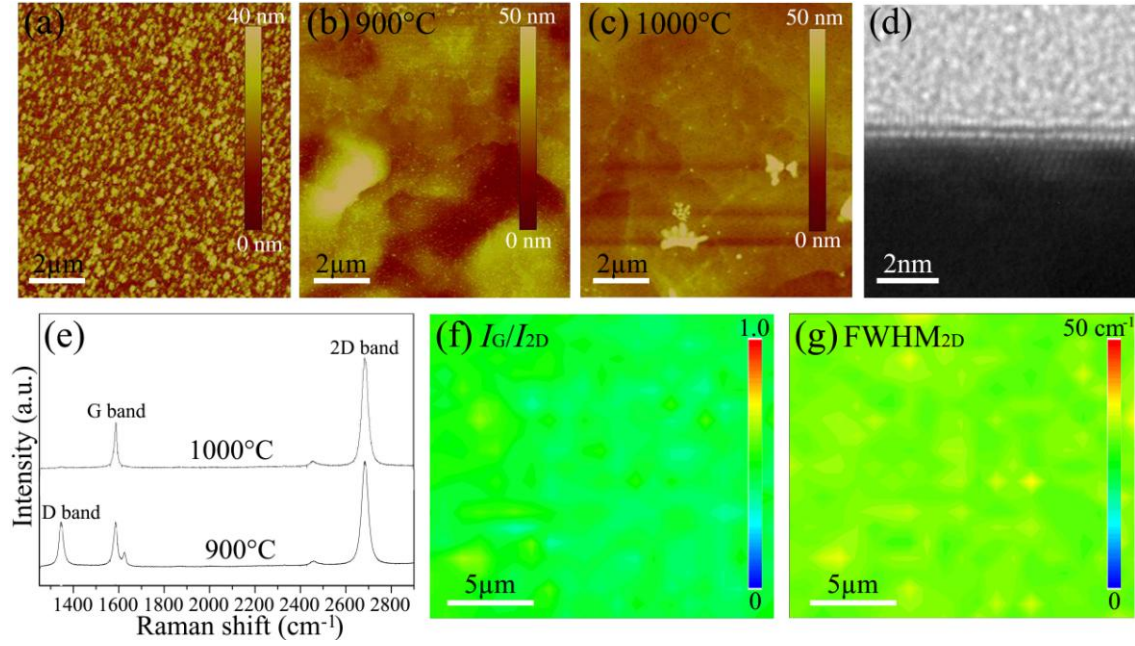 (a)
40 nm
0 nm
2μm
(b) 900°C
50 nm
0 nm
2μm
(c) 1000°C
50 nm
0 nm
2μm
(d)
2nm
(e)
2D band
G band
1000°C
D band
900°C
Intensity (a.u.)
1400 1600 1800 2000 2200 2400 2600 2800
Raman shift (cm⁻¹)
(f) IG/I2D
1.0
0
5μm
(g) FWHM2D
50 cm⁻¹
0
5μm